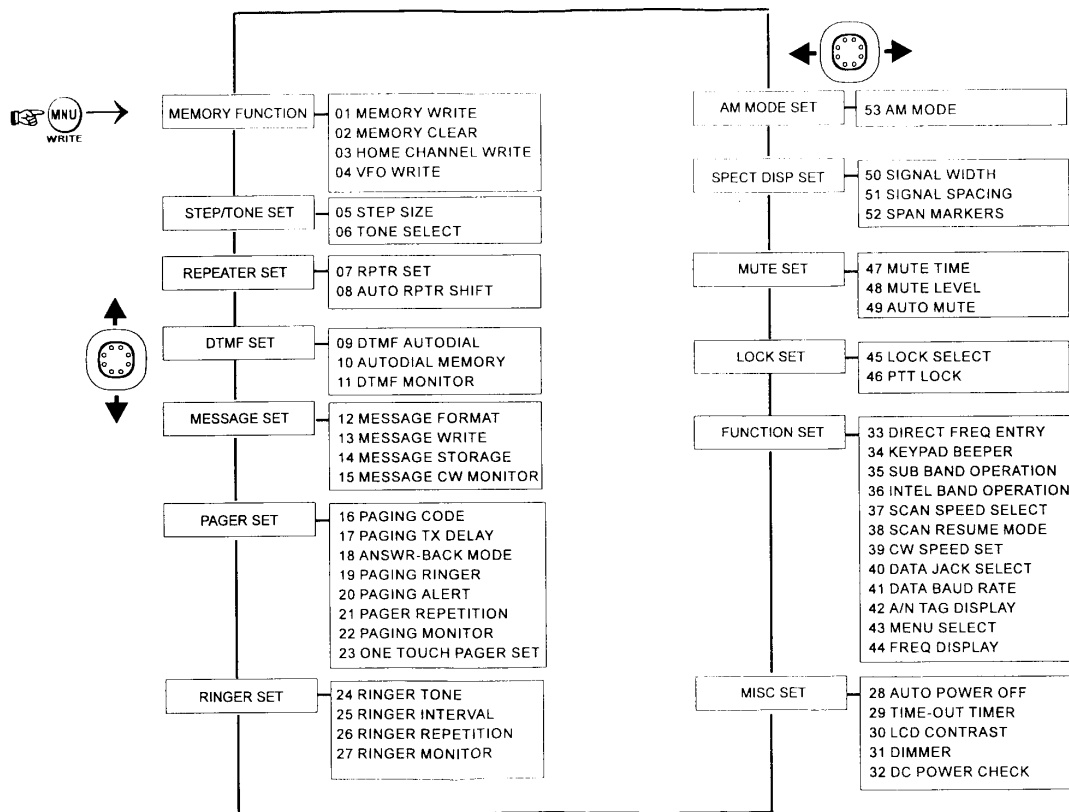 MNU
WRITE
MEMORY FUNCTION
01 MEMORY WRITE
02 MEMORY CLEAR
03 HOME CHANNEL WRITE
04 VFO WRITE
STEP/TONE SET
05 STEP SIZE
06 TONE SELECT
REPEATER SET
07 RPTR SET
08 AUTO RPTR SHIFT
DTMF SET
09 DTMF AUTODIAL
10 AUTODIAL MEMORY
11 DTMF MONITOR
MESSAGE SET
12 MESSAGE FORMAT
13 MESSAGE WRITE
14 MESSAGE STORAGE
15 MESSAGE CW MONITOR
PAGER SET
16 PAGING CODE
17 PAGING TX DELAY
18 ANSWR-BACK MODE
19 PAGING RINGER
20 PAGING ALERT
21 PAGER REPETITION
22 PAGING MONITOR
23 ONE TOUCH PAGER SET
RINGER SET
24 RINGER TONE
25 RINGER INTERVAL
26 RINGER REPETITION
27 RINGER MONITOR
AM MODE SET
53 AM MODE
SPECT DISP SET
50 SIGNAL WIDTH
51 SIGNAL SPACING
52 SPAN MARKERS
MUTE SET
47 MUTE TIME
48 MUTE LEVEL
49 AUTO MUTE
LOCK SET
45 LOCK SELECT
46 PTT LOCK
FUNCTION SET
33 DIRECT FREQ ENTRY
34 KEYPAD BEEPER
35 SUB BAND OPERATION
36 INTEL BAND OPERATION
37 SCAN SPEED SELECT
38 SCAN RESUME MODE
39 CW SPEED SET
40 DATA JACK SELECT
41 DATA BAUD RATE
42 A/N TAG DISPLAY
43 MENU SELECT
44 FREQ DISPLAY
MISC SET
28 AUTO POWER OFF
29 TIME-OUT TIMER
30 LCD CONTRAST
31 DIMMER
32 DC POWER CHECK